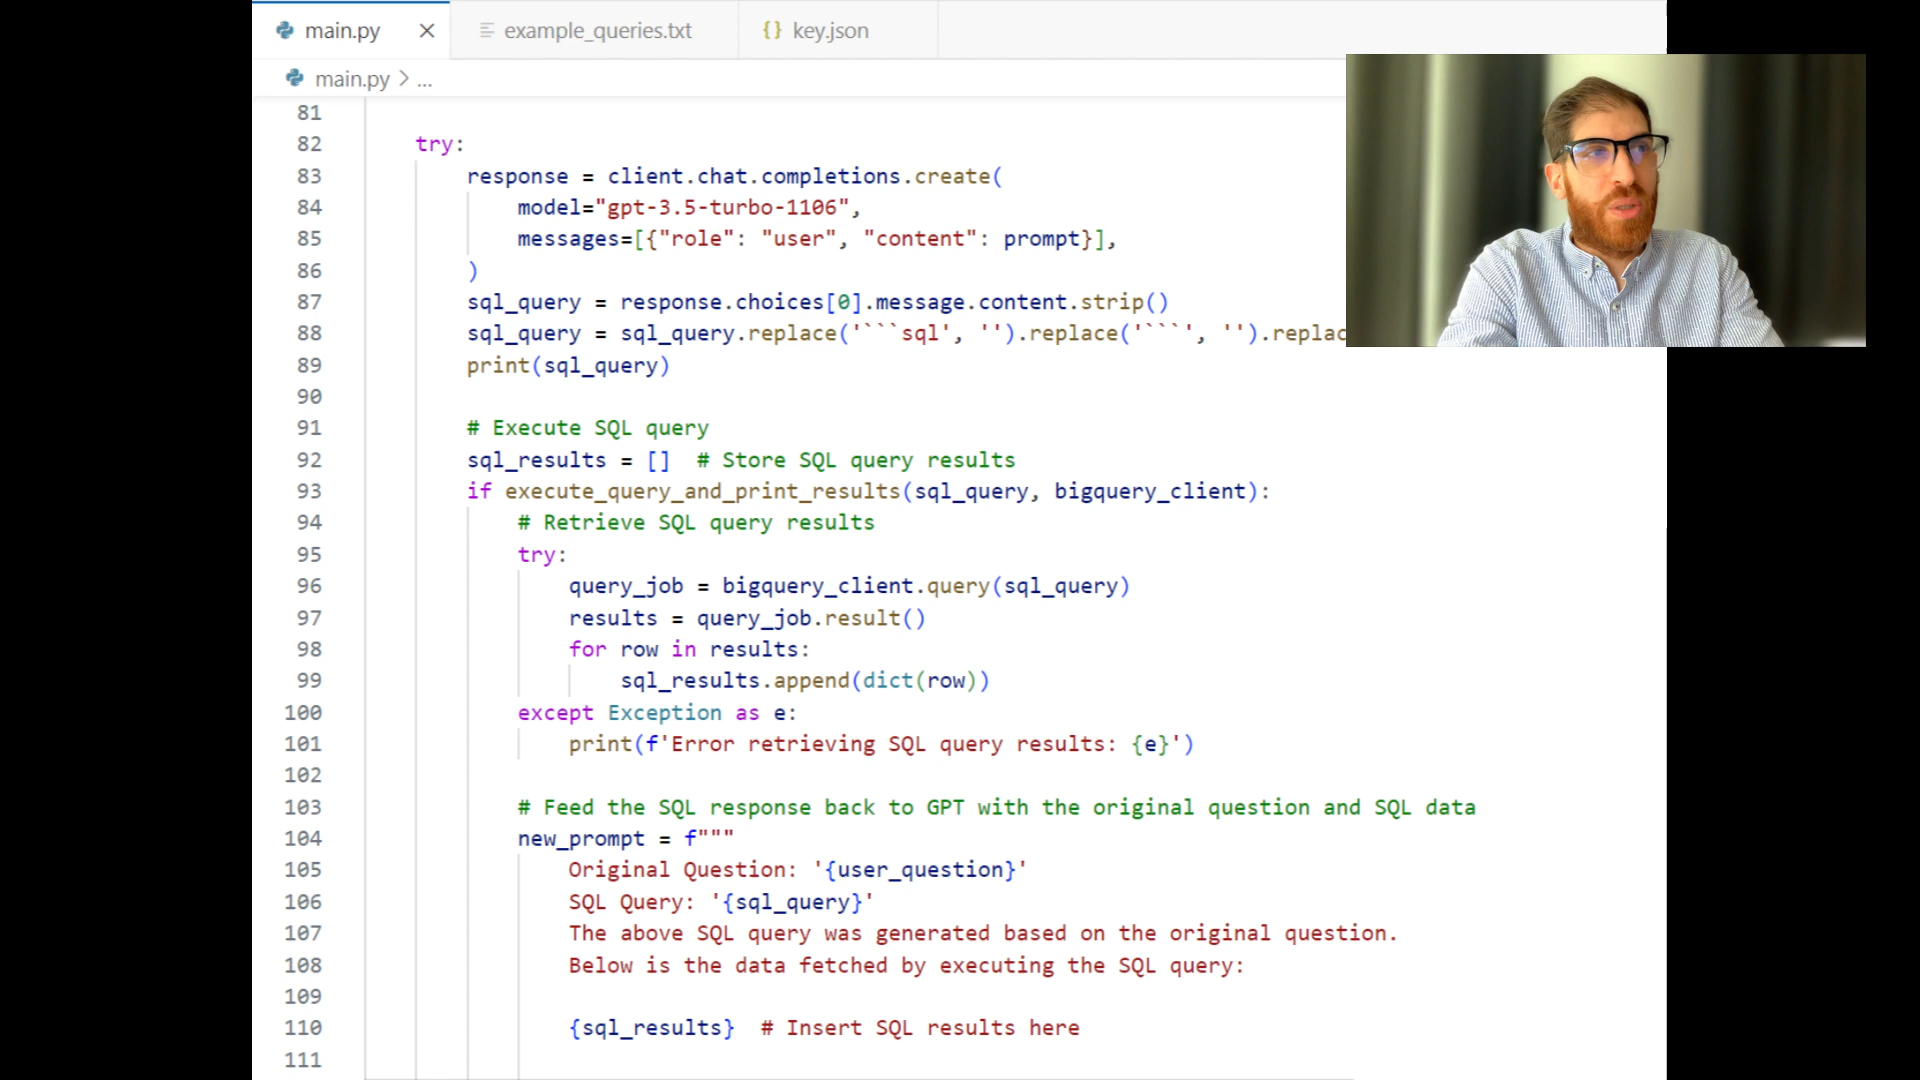 main.py
example_queries.txt
{} key.json
main.py > ...
81
82 try:
83 response = client.chat.completions.create(
84 model="gpt-3.5-turbo-1106",
85 messages=[{"role": "user", "content": prompt}],
86 )
87 sql_query = response.choices[0].message.content.strip()
88 sql_query = sql_query.replace('```sql', '').replace('```', '').replac
89 print(sql_query)
90
91 # Execute SQL query
92 sql_results = [] # Store SQL query results
93 if execute_query_and_print_results(sql_query, bigquery_client):
94 # Retrieve SQL query results
95 try:
96 query_job = bigquery_client.query(sql_query)
97 results = query_job.result()
98 for row in results:
99 sql_results.append(dict(row))
100 except Exception as e:
101 print(f'Error retrieving SQL query results: {e}')
102
103 # Feed the SQL response back to GPT with the original question and SQL data
104 new_prompt = f"""
105 Original Question: '{user_question}'
106 SQL Query: '{sql_query}'
107 The above SQL query was generated based on the original question.
108 Below is the data fetched by executing the SQL query:
109
110 {sql_results} # Insert SQL results here
111